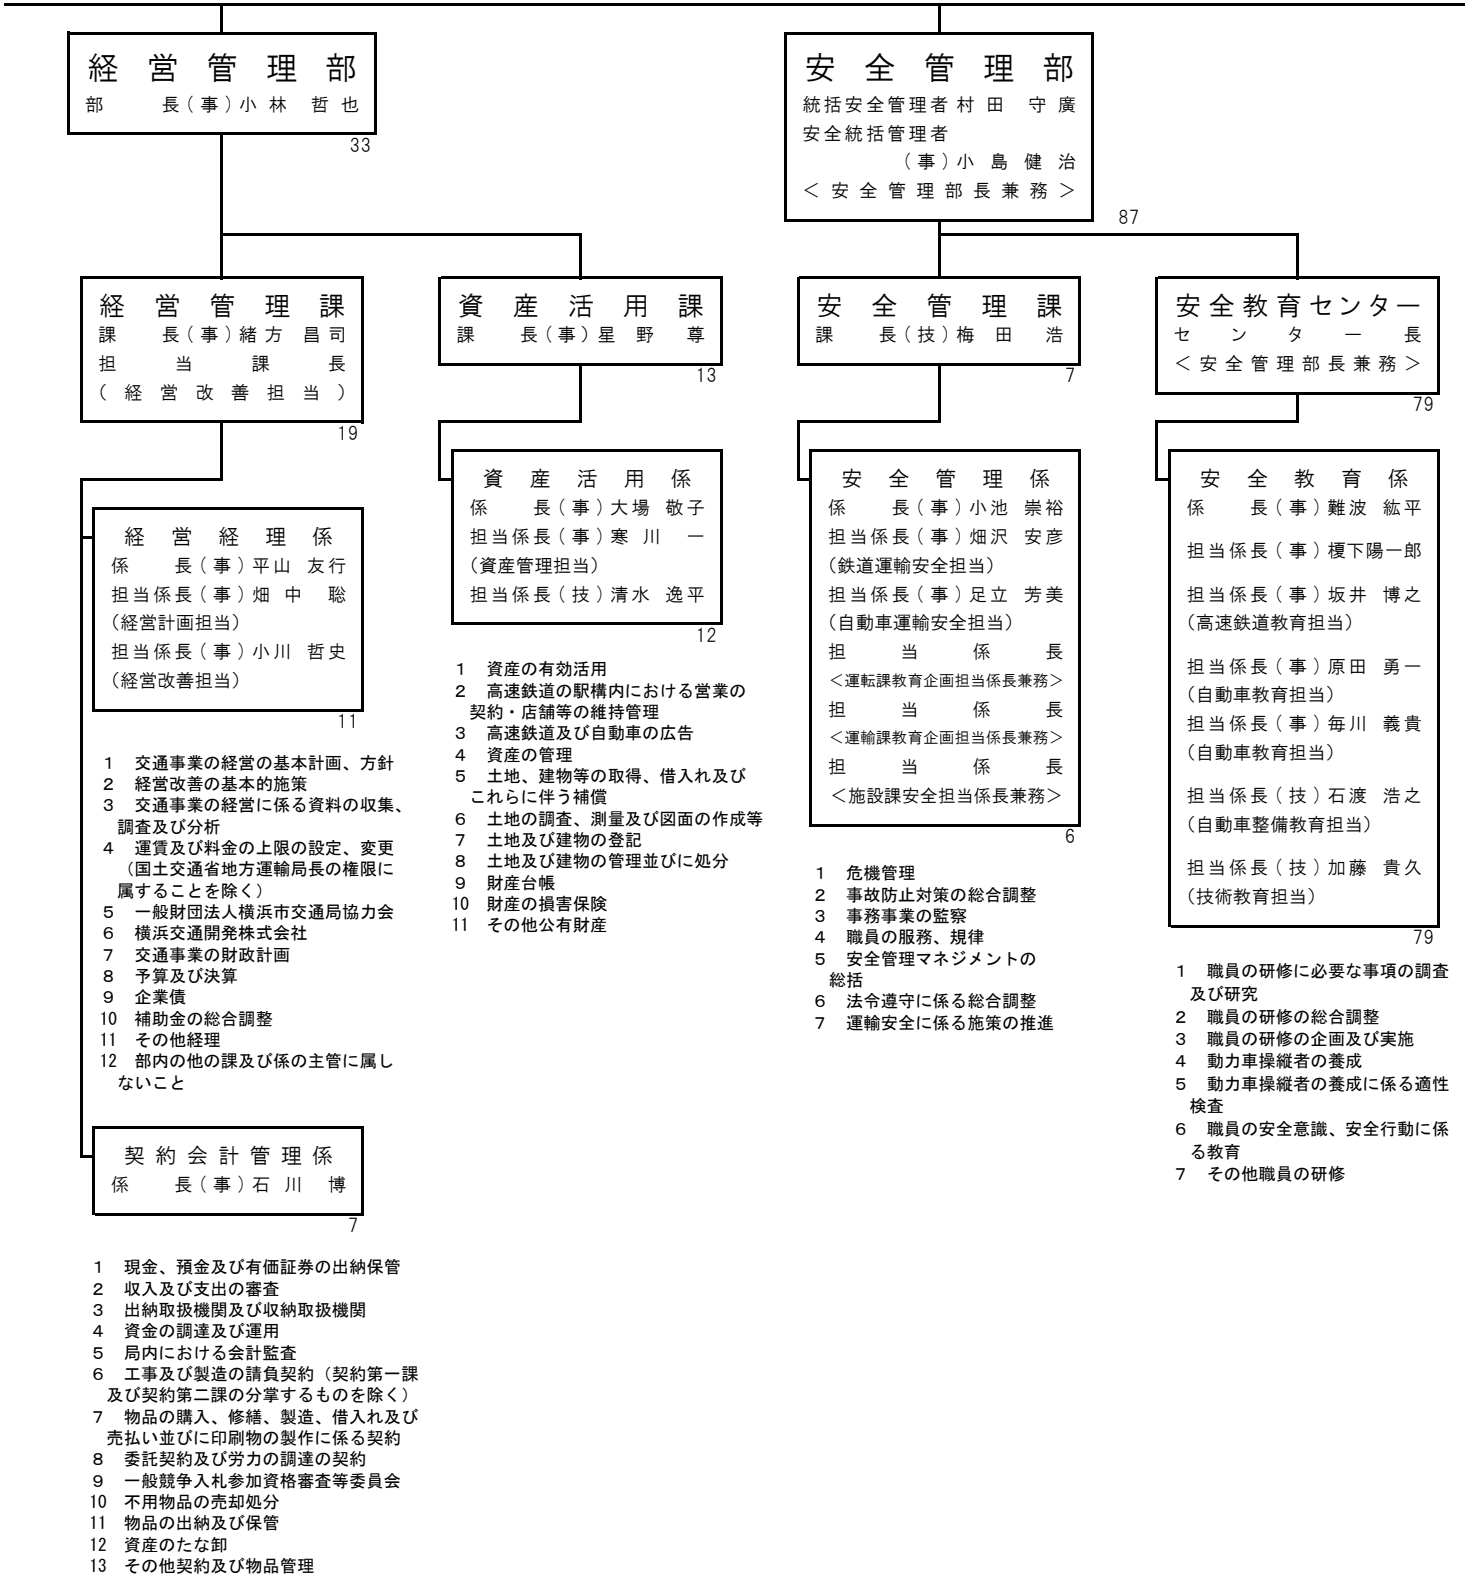 経営管理部
部　長(事)小林　哲也
33
経営管理課
課　長(事)緒方　昌司
担当課長
(経営改善担当)
19
経営経理係
係　長(事)平山　友行
担当係長(事)畑中　聡
(経営計画担当)
担当係長(事)小川　哲史
(経営改善担当)
11
1　交通事業の経営の基本計画、方針
2　経営改善の基本的施策
3　交通事業の経営に係る資料の収集、
調査及び分析
4　運賃及び料金の上限の設定、変更
（国土交通省地方運輸局長の権限に
属することを除く）
5　一般財団法人横浜市交通局協力会
6　横浜交通開発株式会社
7　交通事業の財政計画
8　予算及び決算
9　企業債
10　補助金の総合調整
11　その他経理
12　部内の他の課及び係の主管に属し
ないこと
契約会計管理係
係　長(事)石川　博
7
1　現金、預金及び有価証券の出納保管
2　収入及び支出の審査
3　出納取扱機関及び収納取扱機関
4　資金の調達及び運用
5　局内における会計監査
6　工事及び製造の請負契約（契約第一課
及び契約第二課の分掌するものを除く）
7　物品の購入、修繕、製造、借入れ及び
売払い並びに印刷物の製作に係る契約
8　委託契約及び労力の調達の契約
9　一般競争入札参加資格審査等委員会
10　不用物品の売却処分
11　物品の出納及び保管
12　資産のたな卸
13　その他契約及び物品管理
資産活用課
課　長(事)星野　尊
13
資産活用係
係　長(事)大場　敬子
担当係長(事)寒川　一
(資産管理担当)
担当係長(技)清水　逸平
12
1　資産の有効活用
2　高速鉄道の駅構内における営業の
契約・店舗等の維持管理
3　高速鉄道及び自動車の広告
4　資産の管理
5　土地、建物等の取得、借入れ及び
これらに伴う補償
6　土地の調査、測量及び図面の作成等
7　土地及び建物の登記
8　土地及び建物の管理並びに処分
9　財産台帳
10　財産の損害保険
11　その他公有財産
安全管理部
統括安全管理者村田　守廣
安全統括管理者
(事)小島健治
＜安全管理部長兼務＞
87
安全管理課
課　長(技)梅田　浩
7
安全管理係
係　長(事)小池　崇裕
担当係長(事)畑沢　安彦
(鉄道運輸安全担当)
担当係長(事)足立　芳美
(自動車運輸安全担当)
担当係長
＜運転課教育企画担当係長兼務＞
担当係長
＜運輸課教育企画担当係長兼務＞
担当係長
＜施設課安全担当係長兼務＞
6
1　危機管理
2　事故防止対策の総合調整
3　事務事業の監察
4　職員の服務、規律
5　安全管理マネジメントの
総括
6　法令遵守に係る総合調整
7　運輸安全に係る施策の推進
安全教育センター
センター長
＜安全管理部長兼務＞
79
安全教育係
係　長(事)難波　紘平
担当係長(事)榎下陽一郎
担当係長(事)坂井　博之
(高速鉄道教育担当)
担当係長(事)原田　勇一
(自動車教育担当)
担当係長(事)毎川　義貴
(自動車教育担当)
担当係長(技)石渡　浩之
(自動車整備教育担当)
担当係長(技)加藤　貴久
(技術教育担当)
79
1　職員の研修に必要な事項の調査
及び研究
2　職員の研修の総合調整
3　職員の研修の企画及び実施
4　動力車操縦者の養成
5　動力車操縦者の養成に係る適性
検査
6　職員の安全意識、安全行動に係
る教育
7　その他職員の研修